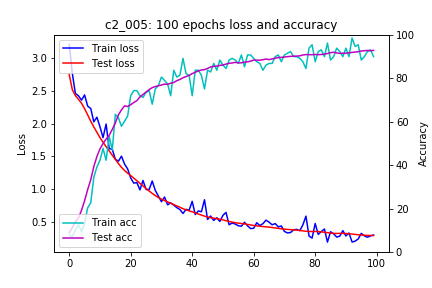 c2_005: 100 epochs loss and accuracy
Train loss
Test loss
Train acc
Test acc
Loss
3.0
2.5
2.0
1.5
1.0
0.5
Accuracy
100
80
60
40
20
0
0 20 40 60 80 100